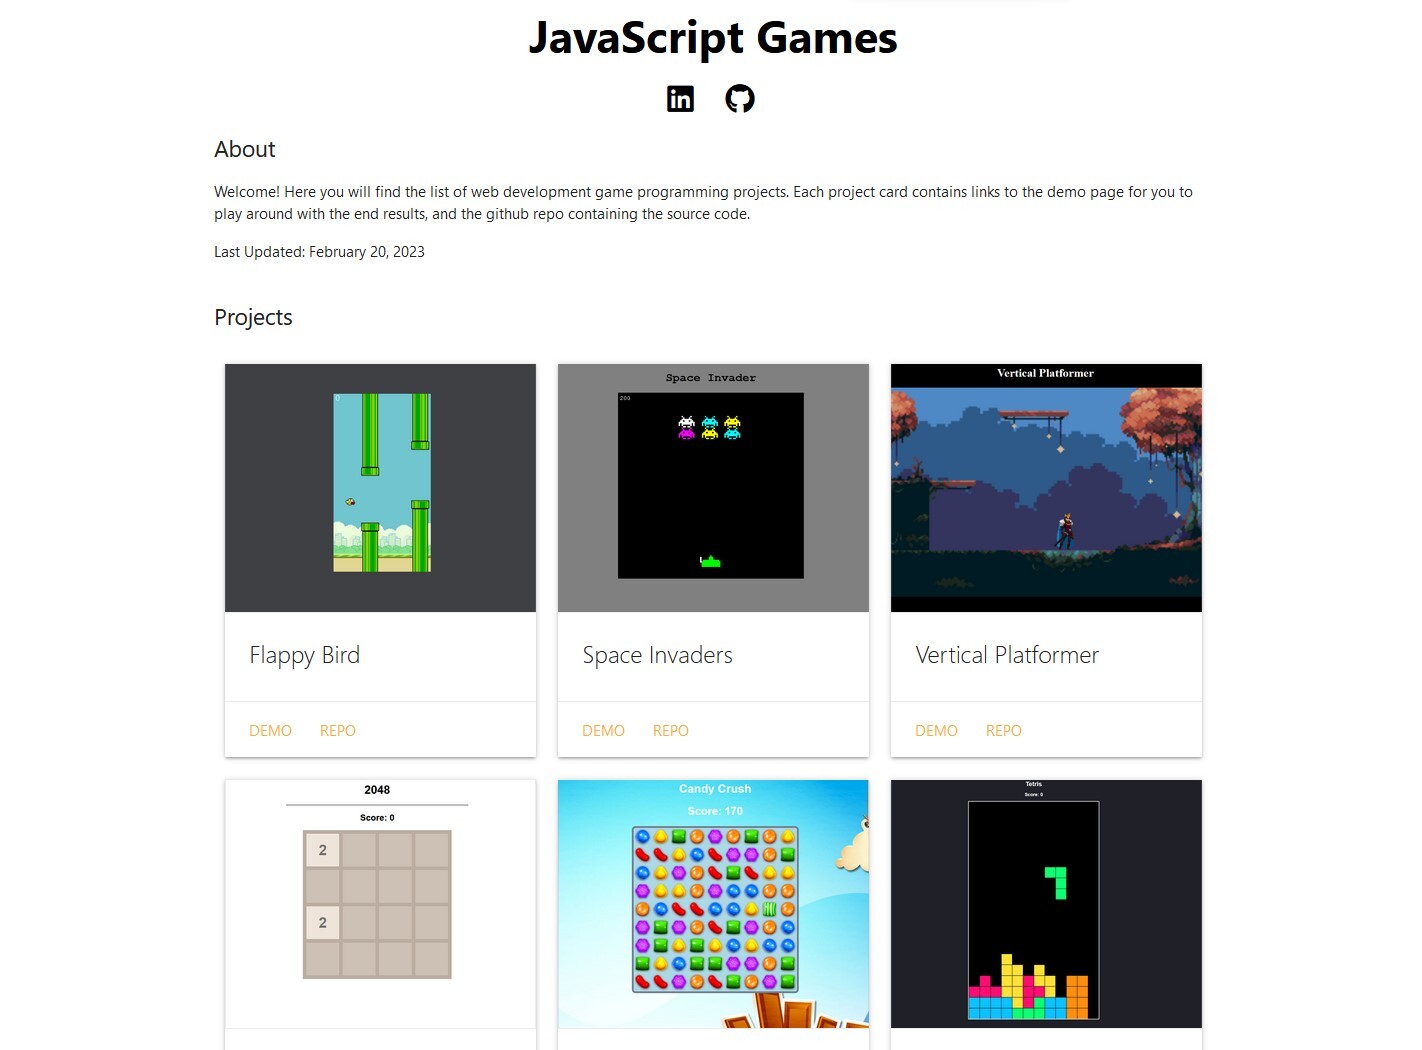 JavaScript Games
in
About
Welcome! Here you will find the list of web development game programming projects. Each project card contains links to the demo page for you to
play around with the end results, and the github repo containing the source code.
Last Updated: February 20, 2023
Projects
0
Space Invader
200
Vertical Platformer
Flappy Bird
Space Invaders
Vertical Platformer
DEMO REPO
DEMO REPO
DEMO REPO
2048
Score: 0
2
2
Candy Crush
Score: 170
Tetris
Score: 0